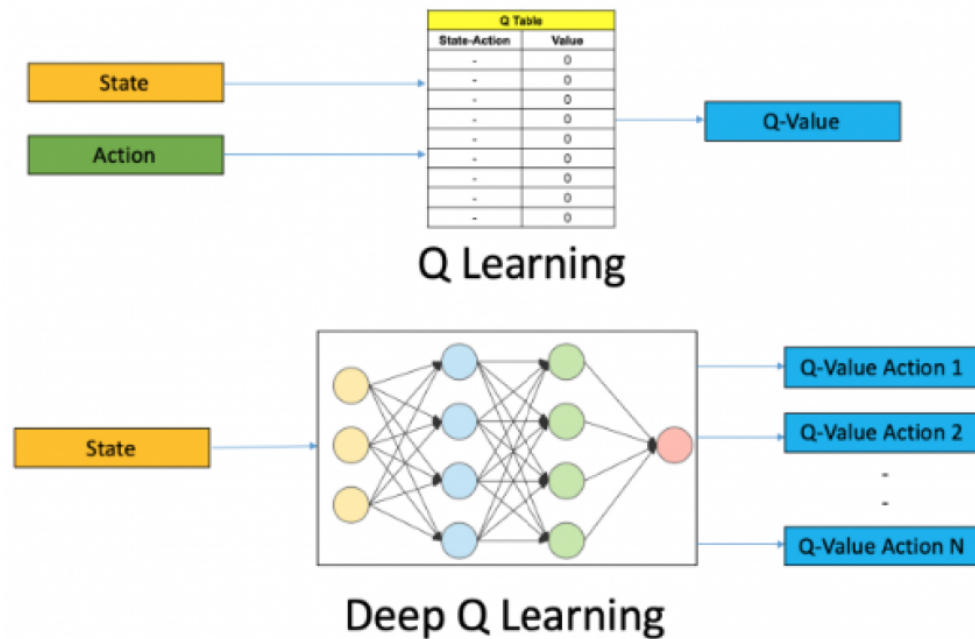 Q Table
State-Action Value
- 0
- 0
- 0
- 0
- 0
- 0
- 0
- 0
- 0
State
Action
Q-Value
Q Learning
State
Q-Value Action 1
Q-Value Action 2
-
-
Q-Value Action N
Deep Q Learning